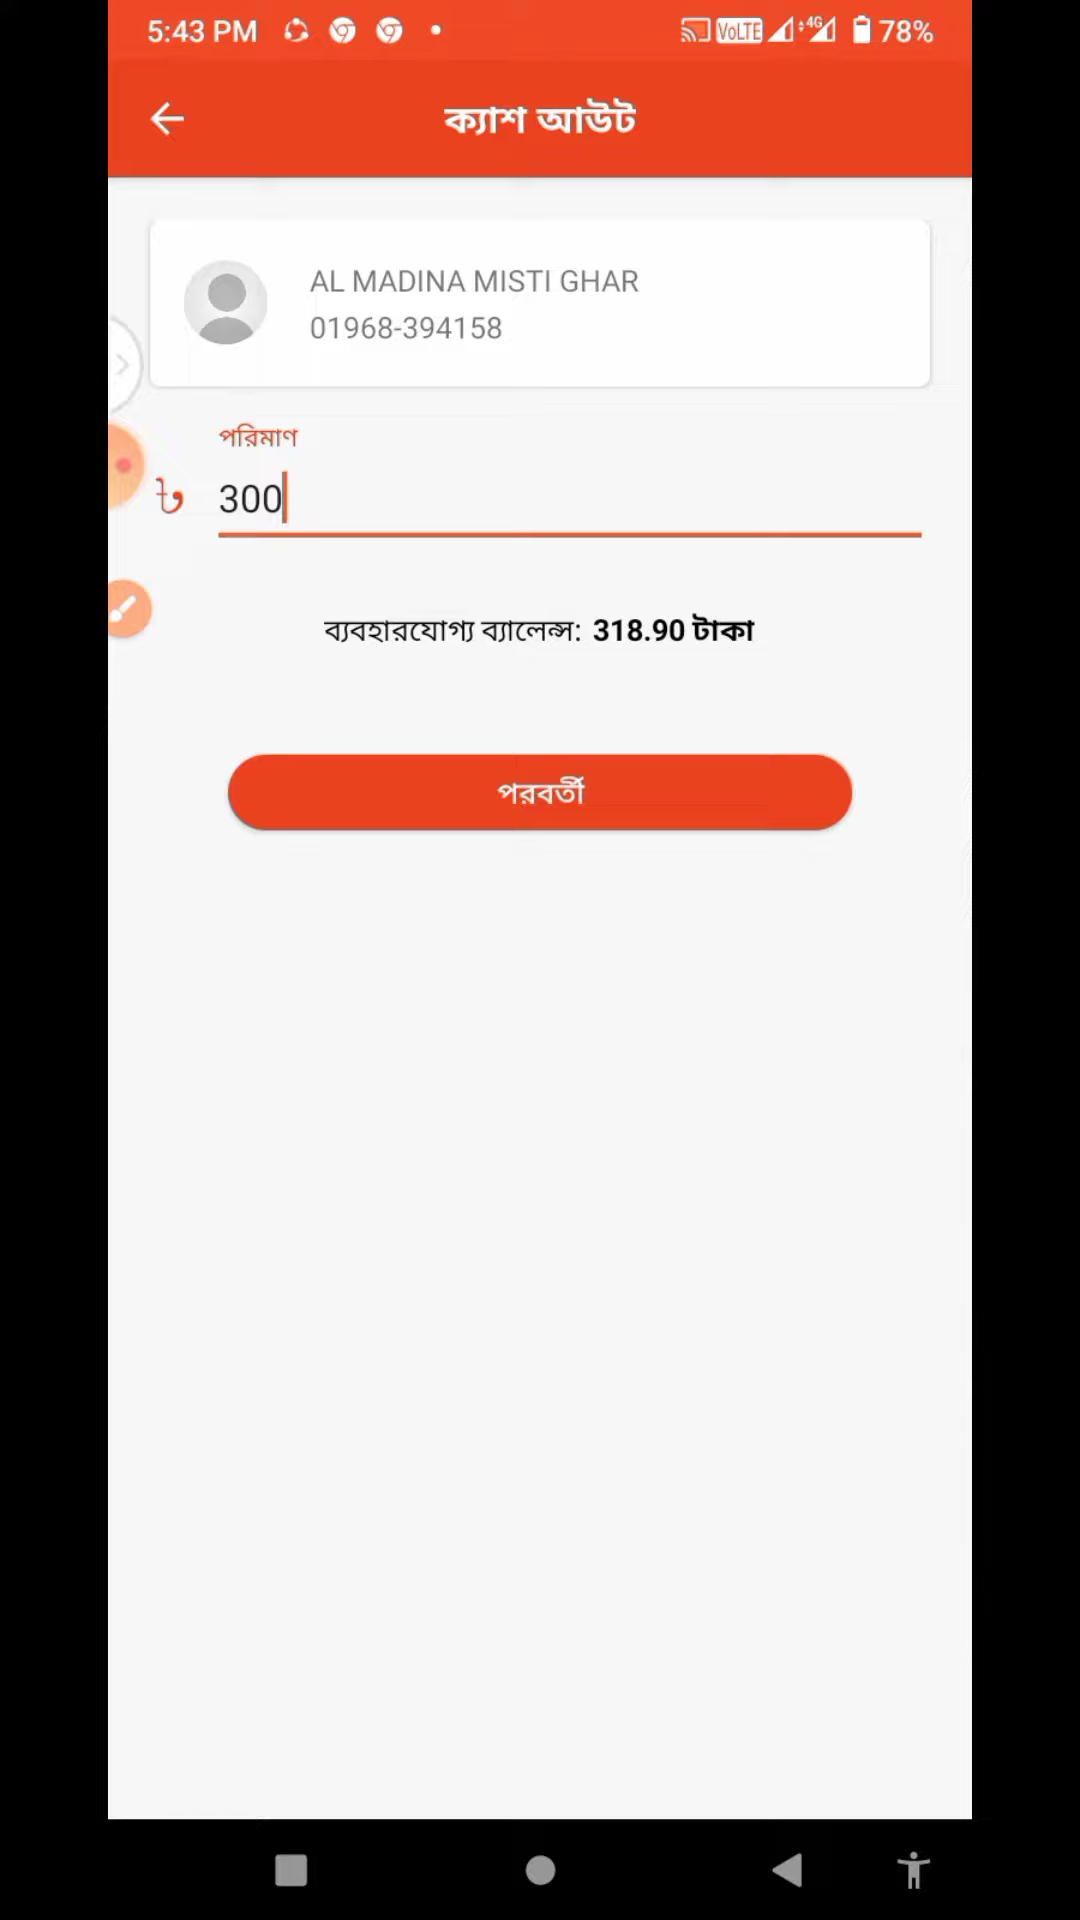 5:43 PM VoLTE 4G 78%
ক্যাশ আউট
AL MADINA MISTI GHAR
01968-394158
পরিমাণ
৳ 300
ব্যবহারযোগ্য ব্যালেন্স: 318.90 টাকা
পরবর্তী